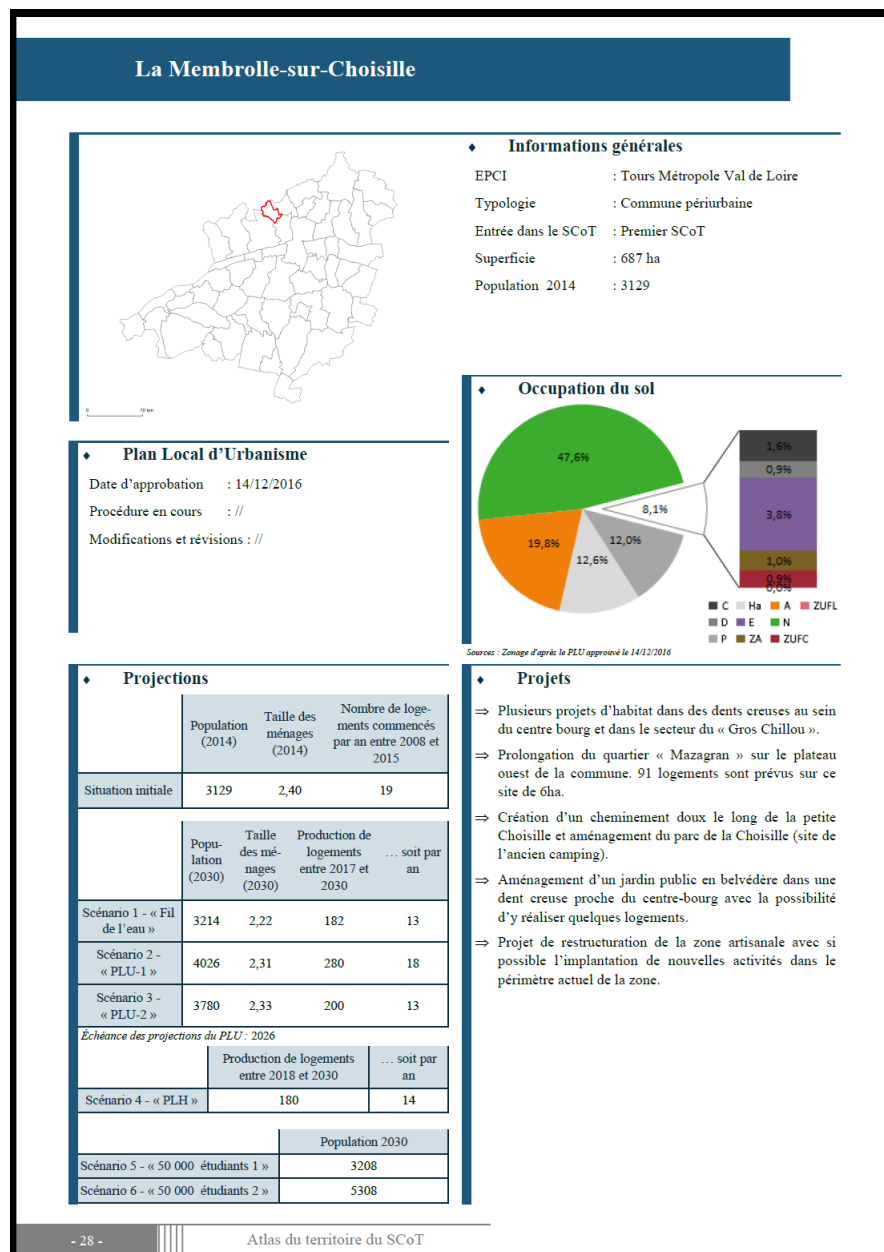 La Membrolle-sur-Choisille
0 10 km
♦ Informations générales
EPCI : Tours Métropole Val de Loire
Typologie : Commune périurbaine
Entrée dans le SCoT : Premier SCoT
Superficie : 687 ha
Population 2014 : 3129
♦ Plan Local d’Urbanisme
Date d’approbation : 14/12/2016
Procédure en cours : //
Modifications et révisions : //
♦ Occupation du sol
47,6%
19,8%
12,6%
12,0%
8,1%
1,6%
0,9%
3,8%
1,0%
0,9%
0,0%
C Ha A ZUFL
D E N
P ZA ZUFC
Sources : Zonage d'après le PLU approuvé le 14/12/2016
♦ Projections
Population
(2014)
Taille des
ménages
(2014)
Nombre de loge-
ments commencés
par an entre 2008 et
2015
Situation initiale 3129 2,40 19
Popu-
lation
(2030)
Taille
des mé-
nages
(2030)
Production de
logements
entre 2017 et
2030
… soit par
an
Scénario 1 - « Fil
de l’eau »
3214 2,22 182 13
Scénario 2 -
« PLU-1 »
4026 2,31 280 18
Scénario 3 -
« PLU-2 »
3780 2,33 200 13
Échéance des projections du PLU : 2026
Production de logements
entre 2018 et 2030
… soit par
an
Scénario 4 - « PLH » 180 14
Population 2030
Scénario 5 - « 50 000 étudiants 1 » 3208
Scénario 6 - « 50 000 étudiants 2 » 5308
♦ Projets
⇒ Plusieurs projets d’habitat dans des dents creuses au sein
du centre bourg et dans le secteur du « Gros Chillou ».
⇒ Prolongation du quartier « Mazagran » sur le plateau
ouest de la commune. 91 logements sont prévus sur ce
site de 6ha.
⇒ Création d’un cheminement doux le long de la petite
Choisille et aménagement du parc de la Choisille (site de
l’ancien camping).
⇒ Aménagement d’un jardin public en belvédère dans une
dent creuse proche du centre-bourg avec la possibilité
d’y réaliser quelques logements.
⇒ Projet de restructuration de la zone artisanale avec si
possible l’implantation de nouvelles activités dans le
périmètre actuel de la zone.
- 28 -
Atlas du territoire du SCoT